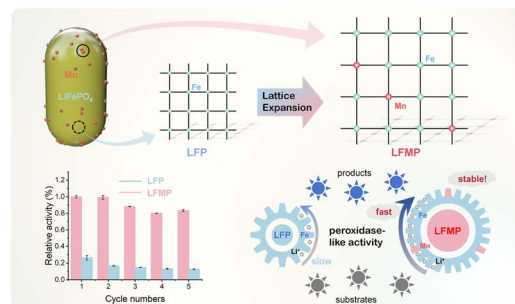 Mn
LiFePO₄
Fe
LFP
Lattice
Expansion
Fe
Mn
LFMP
Relative activity (%)
1.2
1.0
0.8
0.6
0.4
0.2
0.0
LFP
LFMP
1 2 3 4 5
Cycle numbers
products
stable!
fast
LFP
Fe
Li⁺
slow
peroxidase-
like activity
Fe
Mn
Li⁺
LFMP
substrates